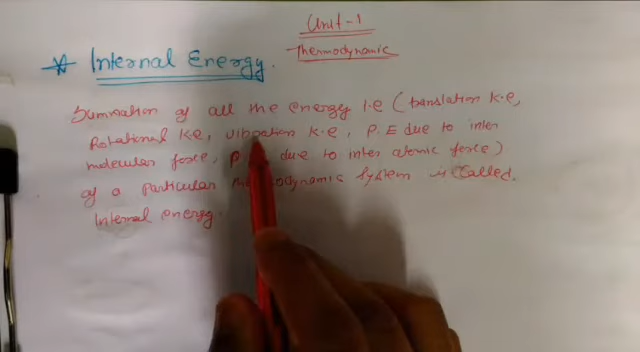 Unit-1
Thermodynamic
Internal Energy.
Summation of all the energy i.e (translation k.e,
Rotational k.e, vibration k.e, P.E due to inter
molecular force, P due to inter atomic force)
of a particular modynamic system is called
Internal energy.